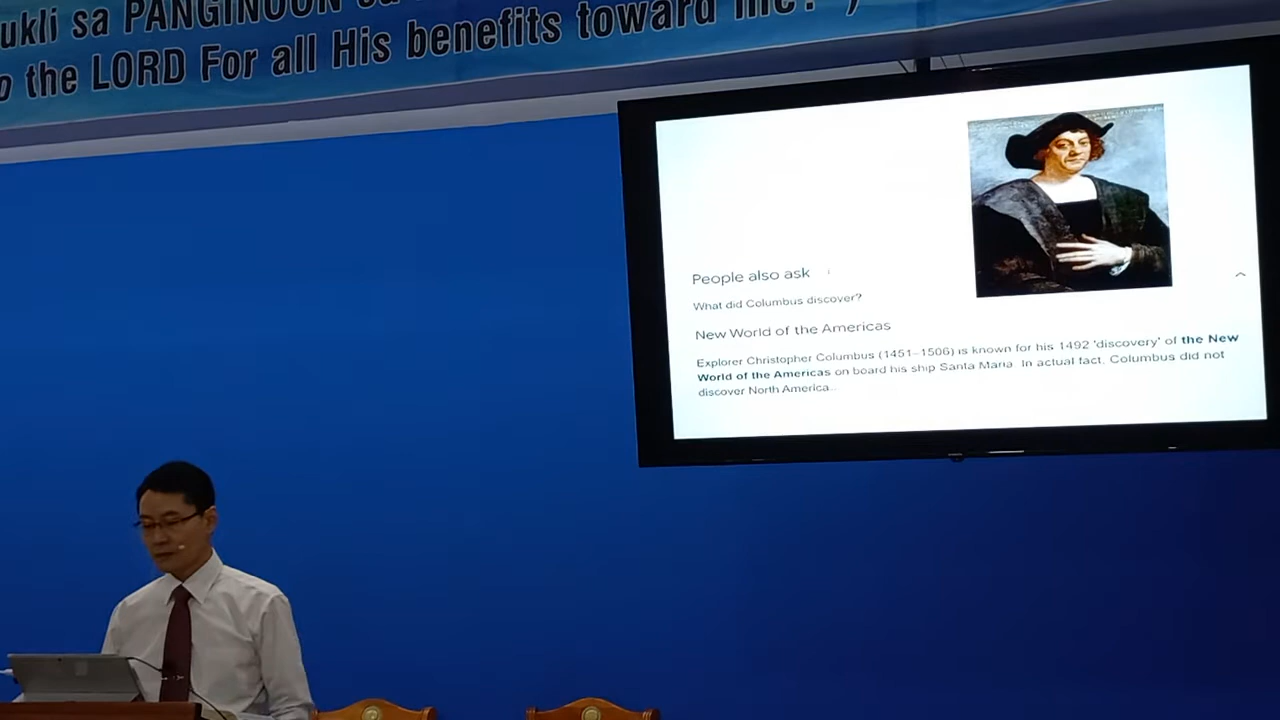 ukli sa PANGINOON sa
the LORD For all His benefits toward me?")
People also ask
What did Columbus discover?
New World of the Americas
Explorer Christopher Columbus (1451–1506) is known for his 1492 'discovery' of the New
World of the Americas on board his ship Santa Maria. In actual fact, Columbus did not
discover North America...